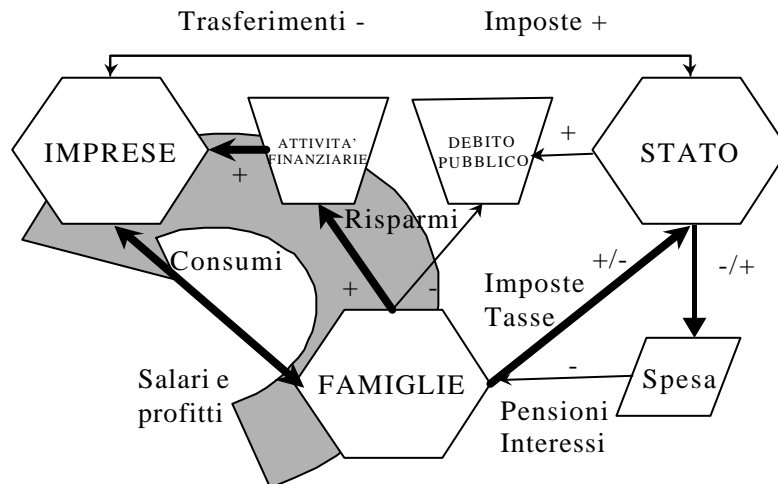 Trasferimenti - Imposte +
IMPRESE
ATTIVITA'
FINANZIARIE
DEBITO
PUBBLICO
+
STATO
+
Risparmi
Consumi
+/-
-/+
+
-
Imposte
Tasse
Salari e
profitti
FAMIGLIE
-
Spesa
Pensioni
Interessi